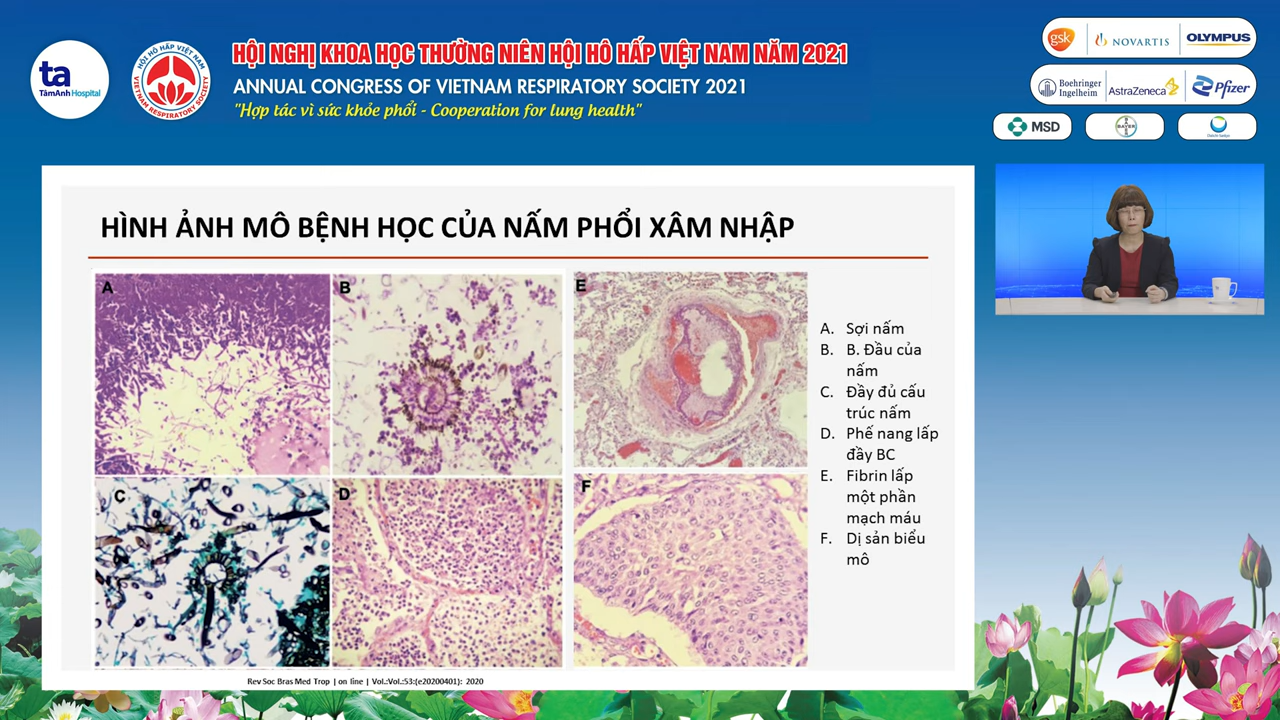 ta
TâmAnh Hospital
HỘI HÔ HẤP VIỆT NAM
VIETNAM RESPIRATORY SOCIETY
HỘI NGHỊ KHOA HỌC THƯỜNG NIÊN HỘI HÔ HẤP VIỆT NAM NĂM 2021
ANNUAL CONGRESS OF VIETNAM RESPIRATORY SOCIETY 2021
"Hợp tác vì sức khỏe phổi - Cooperation for lung health"
gsk
NOVARTIS
OLYMPUS
Boehringer
Ingelheim
AstraZeneca
Pfizer
MSD
BAYER
HÌNH ẢNH MÔ BỆNH HỌC CỦA NẤM PHỔI XÂM NHẬP
A
B
C
D
E
F
A. Sợi nấm
B. B. Đầu của
nấm
C. Đầy đủ cấu
trúc nấm
D. Phế nang lấp
đầy BC
E. Fibrin lấp
một phần
mạch máu
F. Dị sản biểu
mô
Rev Soc Bras Med Trop | on line | Vol.:Vol.:53:(e20200401): 2020